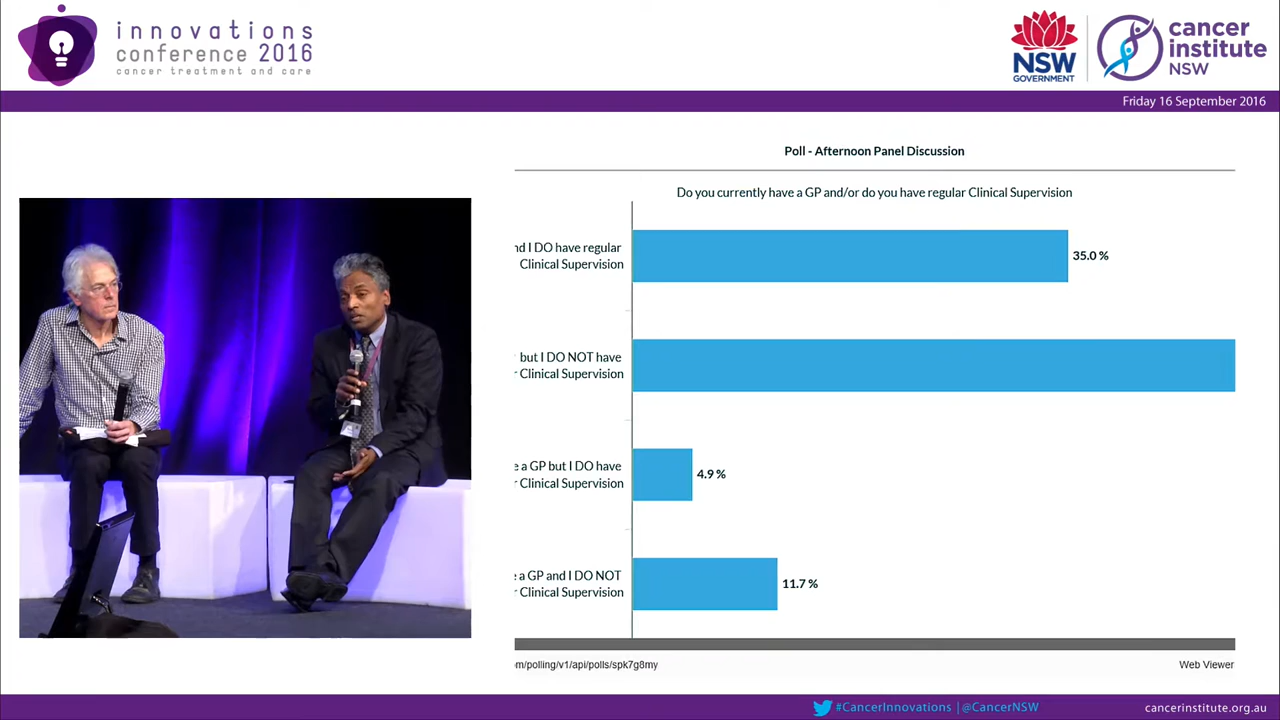 innovations
conference 2016
cancer treatment and care
NSW
GOVERNMENT
cancer
institute
NSW
Friday 16 September 2016
Poll - Afternoon Panel Discussion
Do you currently have a GP and/or do you have regular Clinical Supervision
I DO have regular
Clinical Supervision
35.0 %
but I DO NOT have
Clinical Supervision
a GP but I DO have
Clinical Supervision
4.9 %
a GP and I DO NOT
Clinical Supervision
11.7 %
m/polling/v1/api/polls/spk7g8my
Web Viewer
#CancerInnovations | @CancerNSW
cancerinstitute.org.au